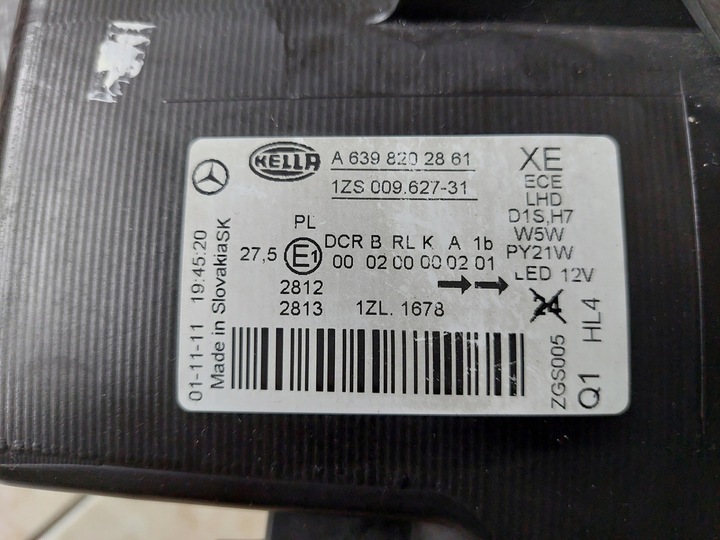 HELLA
A 639 820 28 61
1ZS 009.627-31
XE
ECE
LHD
D1S,H7
W5W
PY21W
LED 12V
24
PL
27,5 E1 DCR B RL K A 1b
00 02 00 00 02 01
2812
2813 1ZL. 1678
01-11-11 19:45:20
Made in SlovakiaSK
ZGS005
Q1 HL4